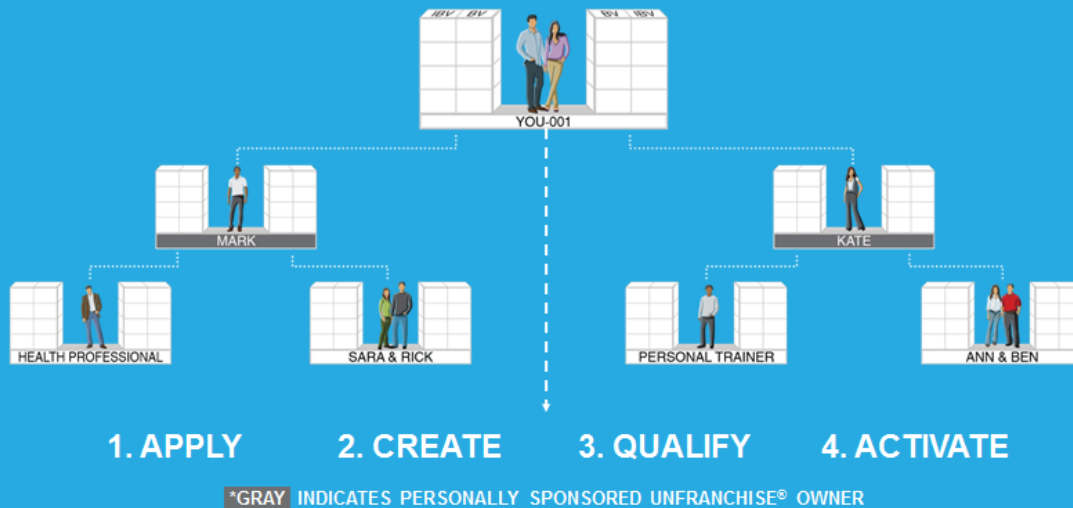 IBV BV BV IBV
YOU-001
MARK KATE
HEALTH PROFESSIONAL SARA & RICK PERSONAL TRAINER ANN & BEN
1. APPLY 2. CREATE 3. QUALIFY 4. ACTIVATE
*GRAY INDICATES PERSONALLY SPONSORED UNFRANCHISE® OWNER